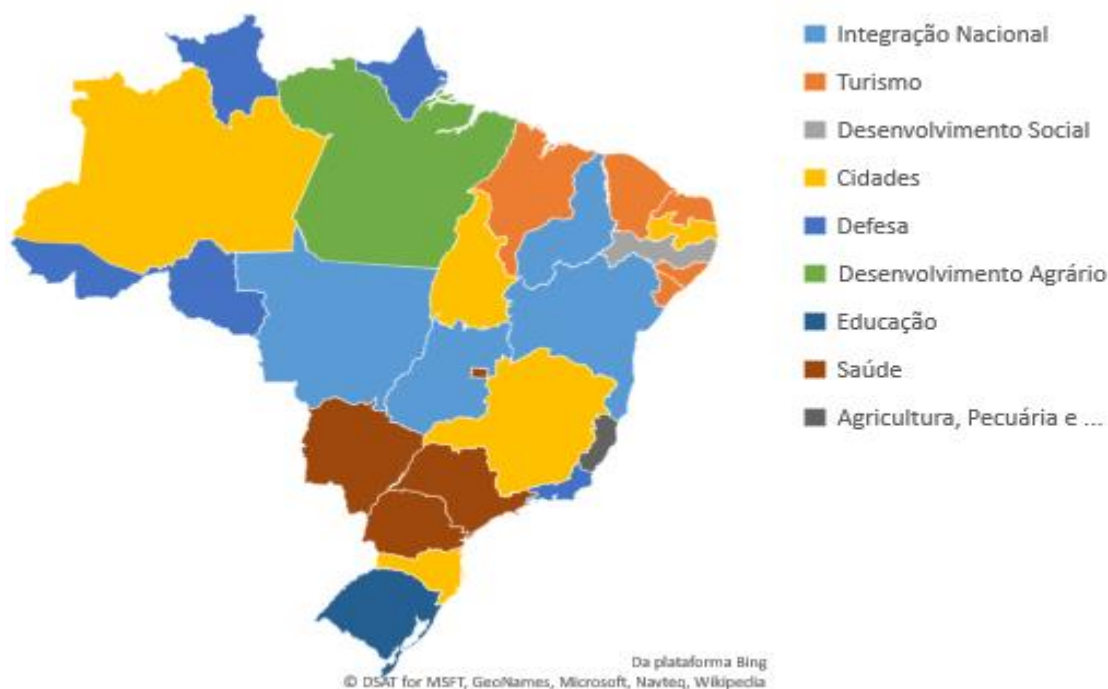 Integração Nacional
Turismo
Desenvolvimento Social
Cidades
Defesa
Desenvolvimento Agrário
Educação
Saúde
Agricultura, Pecuária e ...
Da plataforma Bing
© DSAT for MSFT, GeoNames, Microsoft, Navteq, Wikipedia